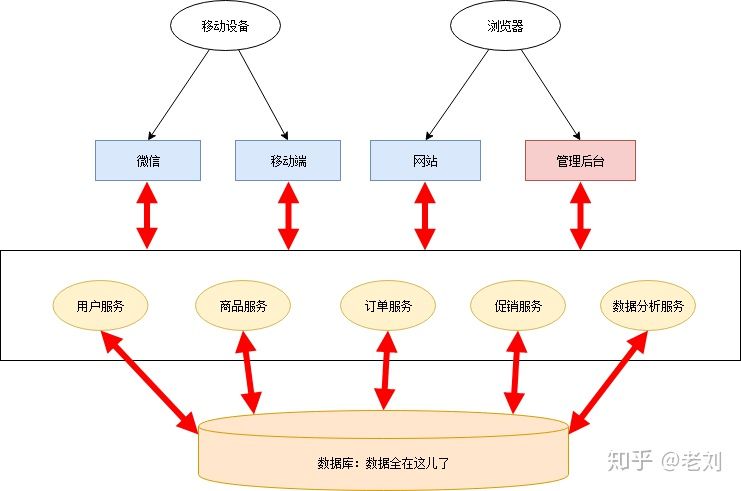 移动设备
浏览器
微信
移动端
网站
管理后台
用户服务
商品服务
订单服务
促销服务
数据分析服务
数据库：数据全在这儿了
知乎 @老刘